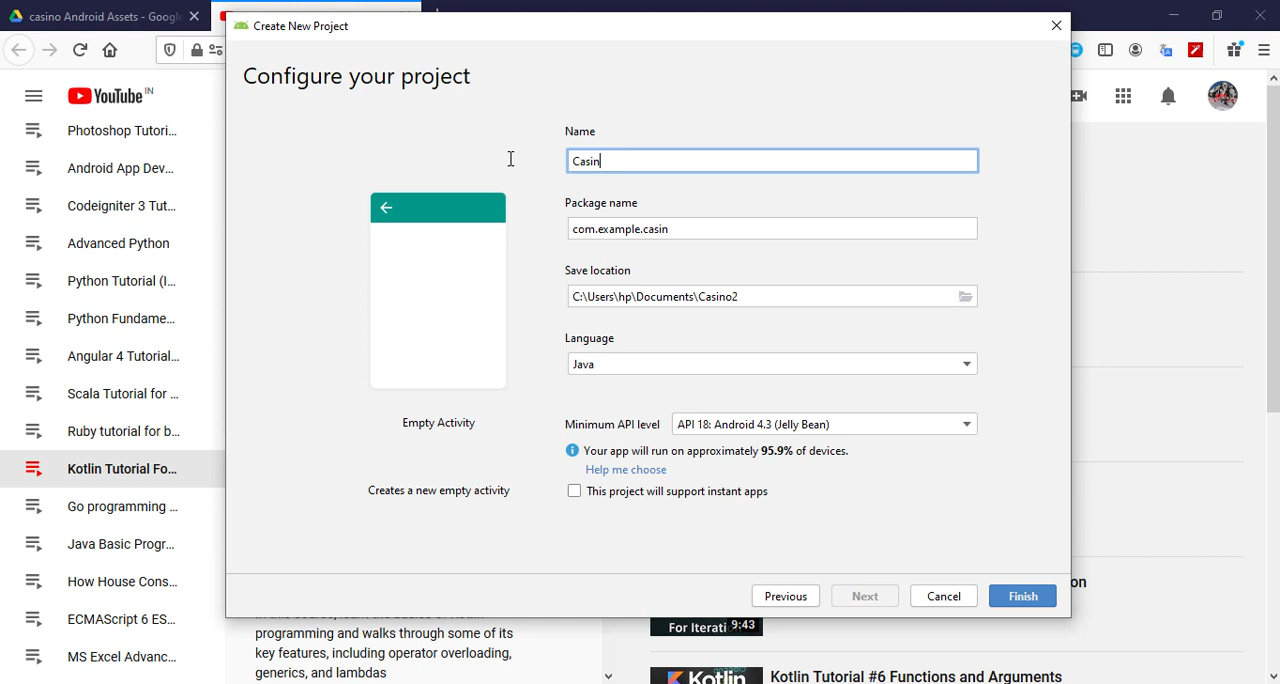 casino Android Assets - Google
Create New Project
Configure your project
YouTube IN
Photoshop Tutori...
Android App Dev...
Codeigniter 3 Tut...
Advanced Python
Python Tutorial (I...
Python Fundame...
Angular 4 Tutorial...
Scala Tutorial for ...
Ruby tutorial for b...
Kotlin Tutorial Fo...
Go programming ...
Java Basic Progr...
How House Cons...
ECMAScript 6 ES...
MS Excel Advanc...
Name
Casin
Package name
com.example.casin
Save location
C:\Users\hp\Documents\Casino2
Language
Java
Empty Activity
Minimum API level
API 18: Android 4.3 (Jelly Bean)
Your app will run on approximately 95.9% of devices.
Help me choose
Creates a new empty activity
This project will support instant apps
Previous
Next
Cancel
Finish
programming and walks through some of its
key features, including operator overloading,
generics, and lambdas
on
For Iterati
9:43
Kotlin
Kotlin Tutorial #6 Functions and Arguments